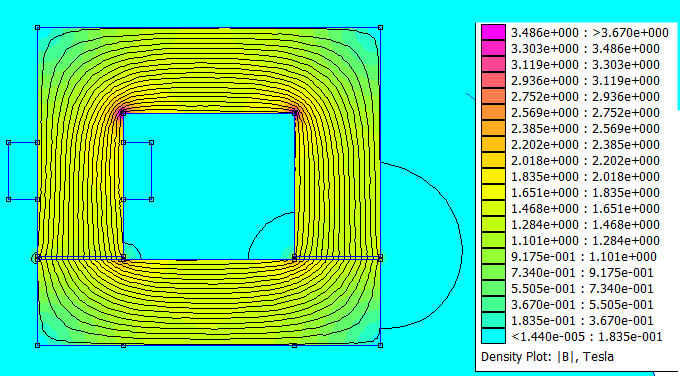 3.486e+000 : >3.670e+000
3.303e+000 : 3.486e+000
3.119e+000 : 3.303e+000
2.936e+000 : 3.119e+000
2.752e+000 : 2.936e+000
2.569e+000 : 2.752e+000
2.385e+000 : 2.569e+000
2.202e+000 : 2.385e+000
2.018e+000 : 2.202e+000
1.835e+000 : 2.018e+000
1.651e+000 : 1.835e+000
1.468e+000 : 1.651e+000
1.284e+000 : 1.468e+000
1.101e+000 : 1.284e+000
9.175e-001 : 1.101e+000
7.340e-001 : 9.175e-001
5.505e-001 : 7.340e-001
3.670e-001 : 5.505e-001
1.835e-001 : 3.670e-001
<1.440e-005 : 1.835e-001
Density Plot: |B|, Tesla